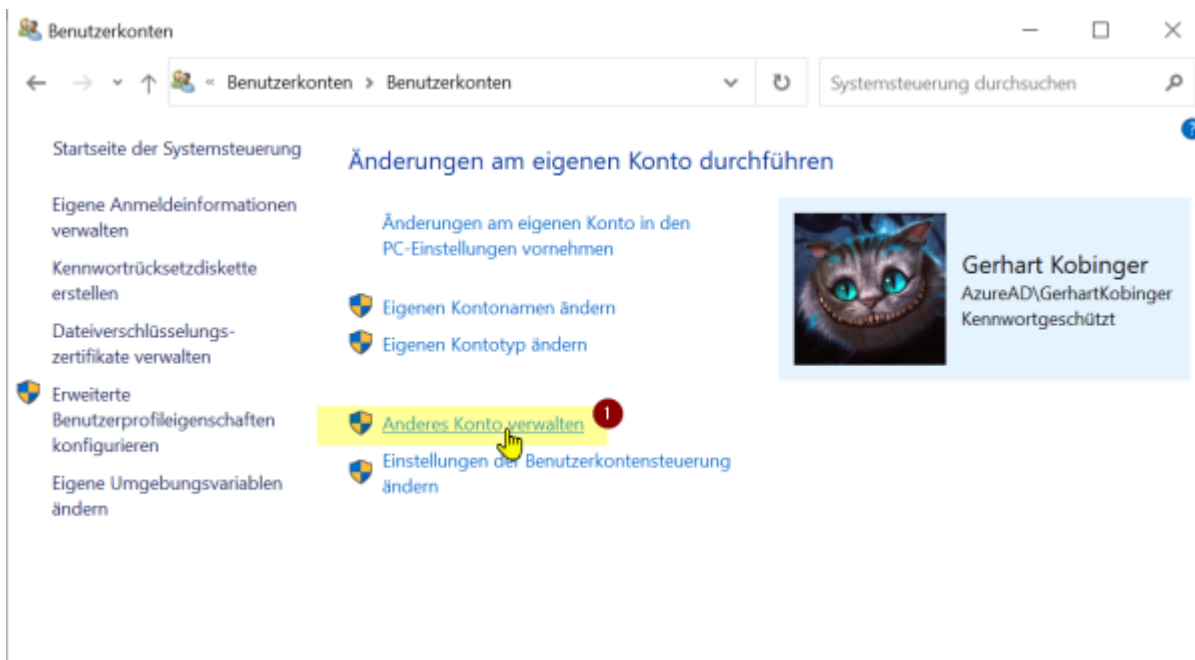 Benutzerkonten
« Benutzerkonten > Benutzerkonten
Systemsteuerung durchsuchen
?
Startseite der Systemsteuerung
Eigene Anmeldeinformationen
verwalten
Kennwortrücksetzdiskette
erstellen
Dateiverschlüsselungs-
zertifikate verwalten
Erweiterte
Benutzerprofileigenschaften
konfigurieren
Eigene Umgebungsvariablen
ändern
Änderungen am eigenen Konto durchführen
Änderungen am eigenen Konto in den
PC-Einstellungen vornehmen
Eigenen Kontonamen ändern
Eigenen Kontotyp ändern
Anderes Konto verwalten
1
Einstellungen der Benutzerkontensteuerung
ändern
Gerhart Kobinger
AzureAD\GerhartKobinger
Kennwortgeschützt